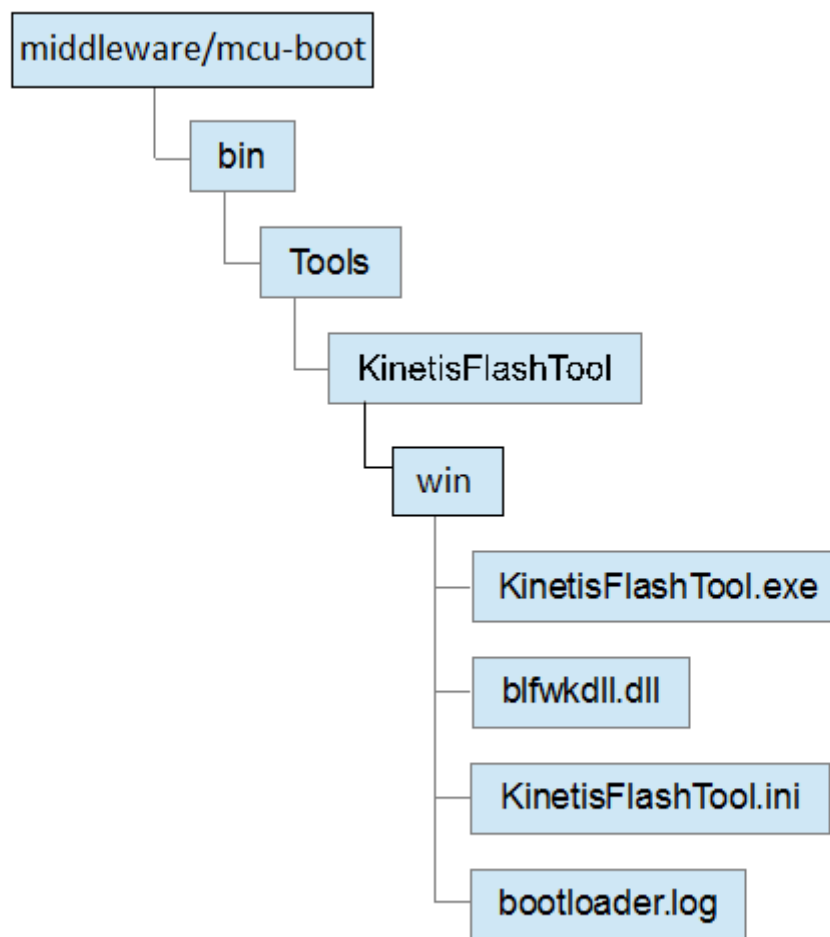 middleware/mcu-boot
bin
Tools
KinetisFlashTool
win
KinetisFlashTool.exe
blfwkdll.dll
KinetisFlashTool.ini
bootloader.log